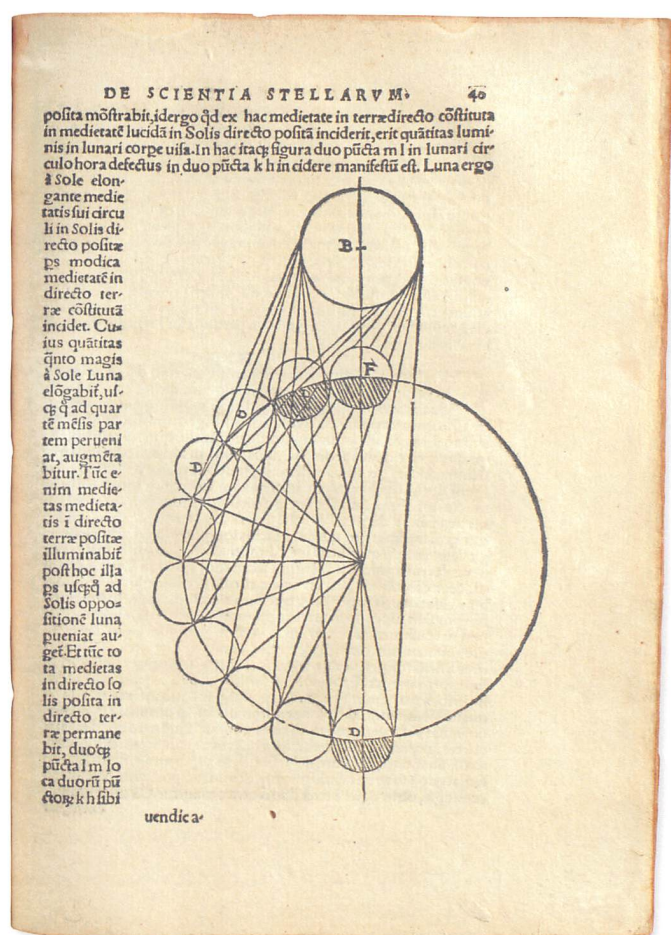 DE SCIENTIA STELLARVM. 40
posita mõstrabit, idergo q̃d ex hac medietate in terræ directo cõstituta
in medietatẽ lucidã in Solis directo positã inciderit, erit quãtitas lumi-
nis in lunari corpe uisa. In hac itaq; figura duo pũcta m l in lunari cir-
culo hora defectus in duo pũcta k h in cidere manifestũ est. Luna ergo
à Sole elon-
gante medie
tatis sui circu
li in Solis di-
recto positæ
ꝑs modica
medietatẽ in
directo ter-
ræ cõstitutã
incidet. Cu-
ius quãtitas
q̃nto magis
à Sole Luna
elõgabit̃, us-
q; q̃ ad quar
tẽ mẽsis par
tem perueni
at, augmẽta
bitur. Tũc e-
nim medie-
tas medieta-
tis ĩ directo
terræ positæ
illuminabit̃
post hoc illa
ꝑs usq;q̃ ad
Solis oppo-
sitionẽ luna
ꝑueniat au-
get̃. Et tũc to
ta medietas
in directo so
lis posita in
directo ter-
ræ permane
bit, duo'q;
pũcta l m lo
ca duorũ pũ
ctoꝝ k h sibi
uendica-
B
F
D
D
D